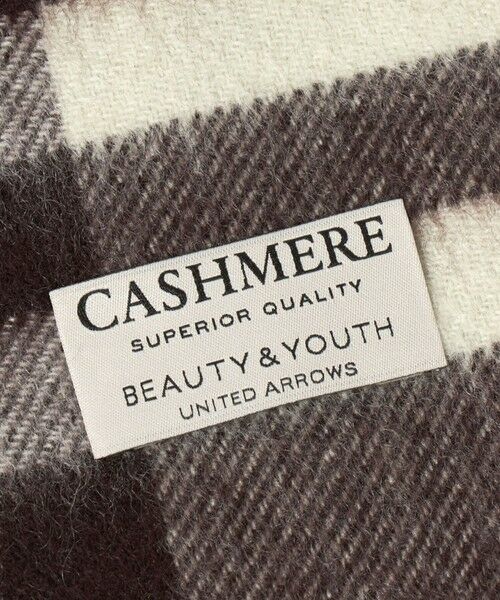 CASHMERE
SUPERIOR QUALITY
BEAUTY&YOUTH
UNITED ARROWS